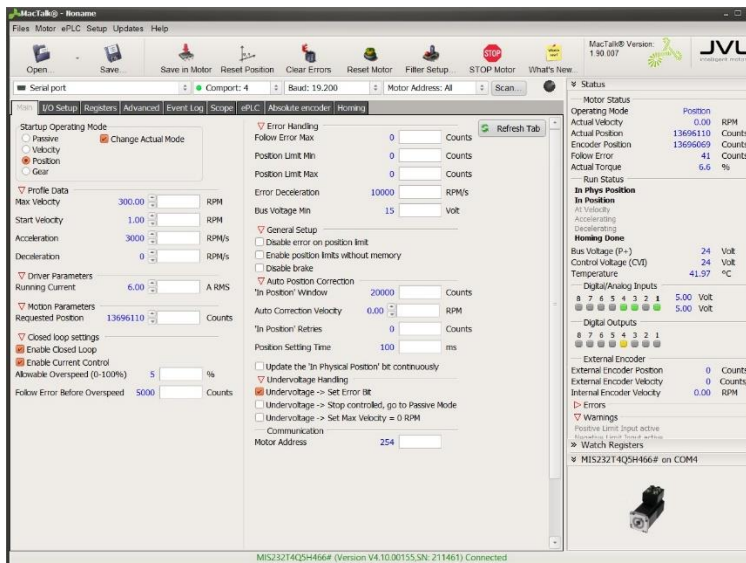 MacTalk® - Noname
Files Motor ePLC Setup Updates Help
Open... Save... Save in Motor Reset Position Clear Errors Reset Motor Filter Setup... STOP Motor What's New...
STOP
MacTalk® Version:
1.90.007
JVL
Serial port Comport: 4 Baud: 19.200 Motor Address: All Scan...
Main I/O Setup Registers Advanced Event Log Scope ePLC Absolute encoder Homing
Startup Operating Mode
Passive Change Actual Mode
Velocity
Position
Gear
Profile Data
Max Velocity 300.00 RPM
Start Velocity 1.00 RPM
Acceleration 3000 RPM/s
Deceleration 0 RPM/s
Driver Parameters
Running Current 6.00 A RMS
Motion Parameters
Requested Position 13696110 Counts
Closed loop settings
Enable Closed Loop
Enable Current Control
Allowable Overspeed (0-100%) 5 %
Follow Error Before Overspeed 5000 Counts
Error Handling
Refresh Tab
Follow Error Max 0 Counts
Position Limit Min 0 Counts
Position Limit Max 0 Counts
Error Deceleration 10000 RPM/s
Bus Voltage Min 15 Volt
General Setup
Disable error on position limit
Enable position limits without memory
Disable brake
Auto Position Correction
'In Position' Window 20000 Counts
Auto Correction Velocity 0.00 RPM
'In Position' Retries 0 Counts
Position Settling Time 100 ms
Update the 'In Physical Position' bit continuously
Undervoltage Handling
Undervoltage -> Set Error Bit
Undervoltage -> Stop controlled, go to Passive Mode
Undervoltage -> Set Max Velocity = 0 RPM
Communication
Motor Address 254
Status
Motor Status
Operating Mode Position
Actual Velocity 0.00 RPM
Actual Position 13696110 Counts
Encoder Position 13696069 Counts
Follow Error 41 Counts
Actual Torque 6.6 %
Run Status
In Phys Position
In Position
At Velocity
Accelerating
Decelerating
Homing Done
Bus Voltage (P+) 24 Volt
Control Voltage (CVI) 24 Volt
Temperature 41.97 °C
Digital/Analog Inputs
8 7 6 5 4 3 2 1 5.00 Volt
5.00 Volt
Digital Outputs
8 7 6 5 4 3 2 1
External Encoder
External Encoder Position 0 Counts
External Encoder Velocity 0 Counts
Internal Encoder Velocity 0.00 RPM
Errors
Warnings
Positive Limit Input active
Negative Limit Input active
Watch Registers
MIS232T4Q5H466# on COM4
MIS232T4Q5H466# (Version V4.10.00155,SN: 211461) Connected